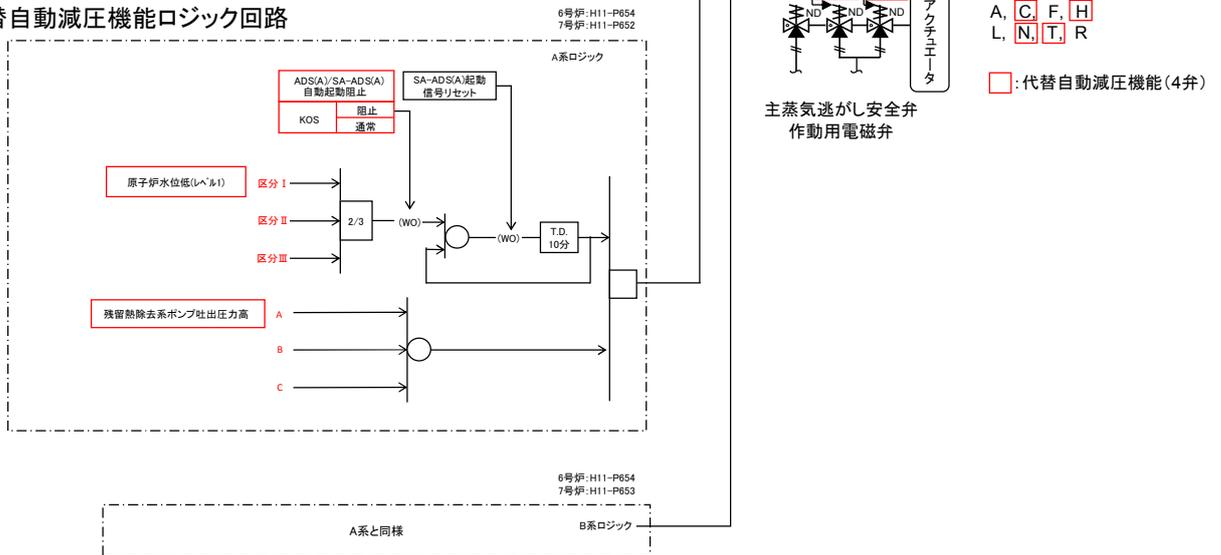 替自動減圧機能ロジック回路
6号炉:H11-P654
7号炉:H11-P652
A系ロジック
ADS(A)/SA-ADS(A)
自動起動阻止
KOS
阻止
通常
SA-ADS(A)起動
信号リセット
原子炉水位低(レベル1)
区分Ⅰ
区分Ⅱ
区分Ⅲ
2/3
(WO)
(WO)
T.D.
10分
残留熱除去系ポンプ吐出圧力高
A
B
C
6号炉:H11-P654
7号炉:H11-P653
A系と同様
B系ロジック
ND
ND
ND
アクチュエータ
主蒸気逃がし安全弁
作動用電磁弁
A, C, F, H
L, N, T, R
:代替自動減圧機能(4弁)